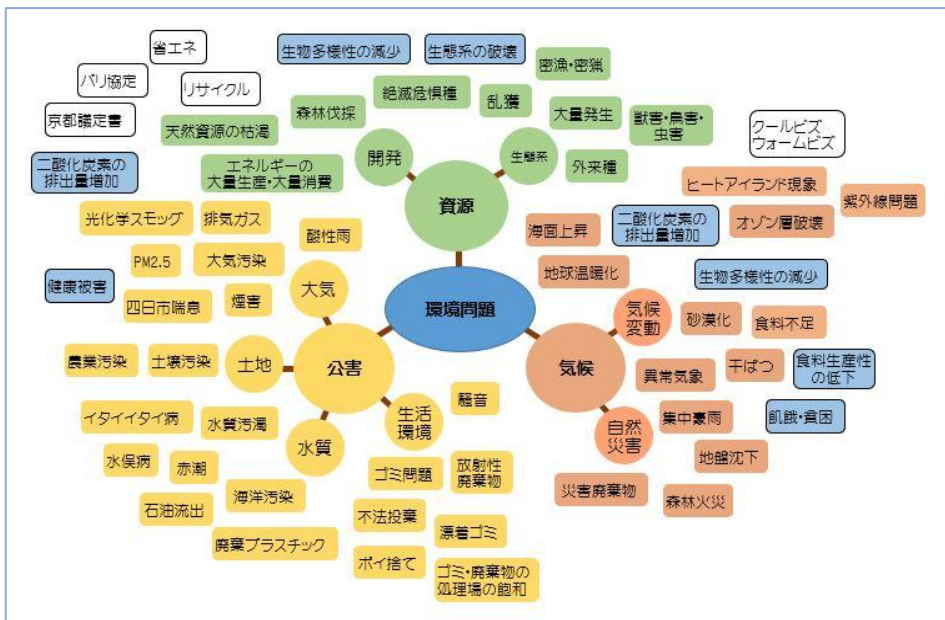 省エネ
生物多様性の減少
生態系の破壊
密漁・密猟
パリ協定
リサイクル
絶滅危惧種
乱獲
京都議定書
森林伐採
大量発生
獣害・鳥害・
虫害
天然資源の枯渇
開発
生態系
外来種
クールビズ
ウォームビズ
二酸化炭素の
排出量増加
エネルギーの
大量生産・大量消費
資源
ヒートアイランド現象
紫外線問題
光化学スモッグ
排気ガス
酸性雨
海面上昇
二酸化炭素の
排出量増加
オゾン層破壊
PM2.5
大気汚染
大気
地球温暖化
生物多様性の減少
健康被害
四日市喘息
煙害
環境問題
気候
変動
砂漠化
食料不足
農業汚染
土壌汚染
土地
公害
気候
異常気象
干ばつ
食料生産性
の低下
イタイイタイ病
水質汚濁
水質
生活
環境
騒音
自然
災害
集中豪雨
飢餓・貧困
水俣病
赤潮
ゴミ問題
放射性
廃棄物
地盤沈下
石油流出
海洋汚染
災害廃棄物
森林火災
廃棄プラスチック
不法投棄
漂着ゴミ
ポイ捨て
ゴミ・廃棄物の
処理場の飽和